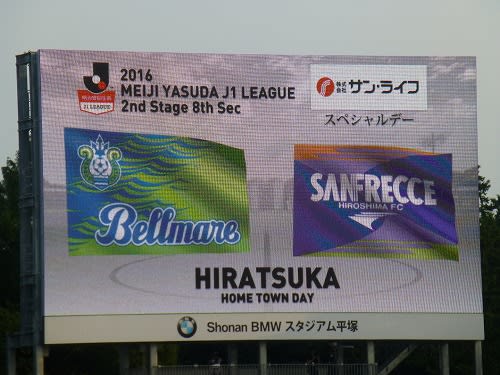 2016
MEIJI YASUDA J1 LEAGUE
2nd Stage 8th Sec
株式会社 サン・ライフ
スペシャルデー
Bellmare
SANFRECCE
HIROSHIMA FC
HIRATSUKA
HOME TOWN DAY
Shonan BMW スタジアム平塚